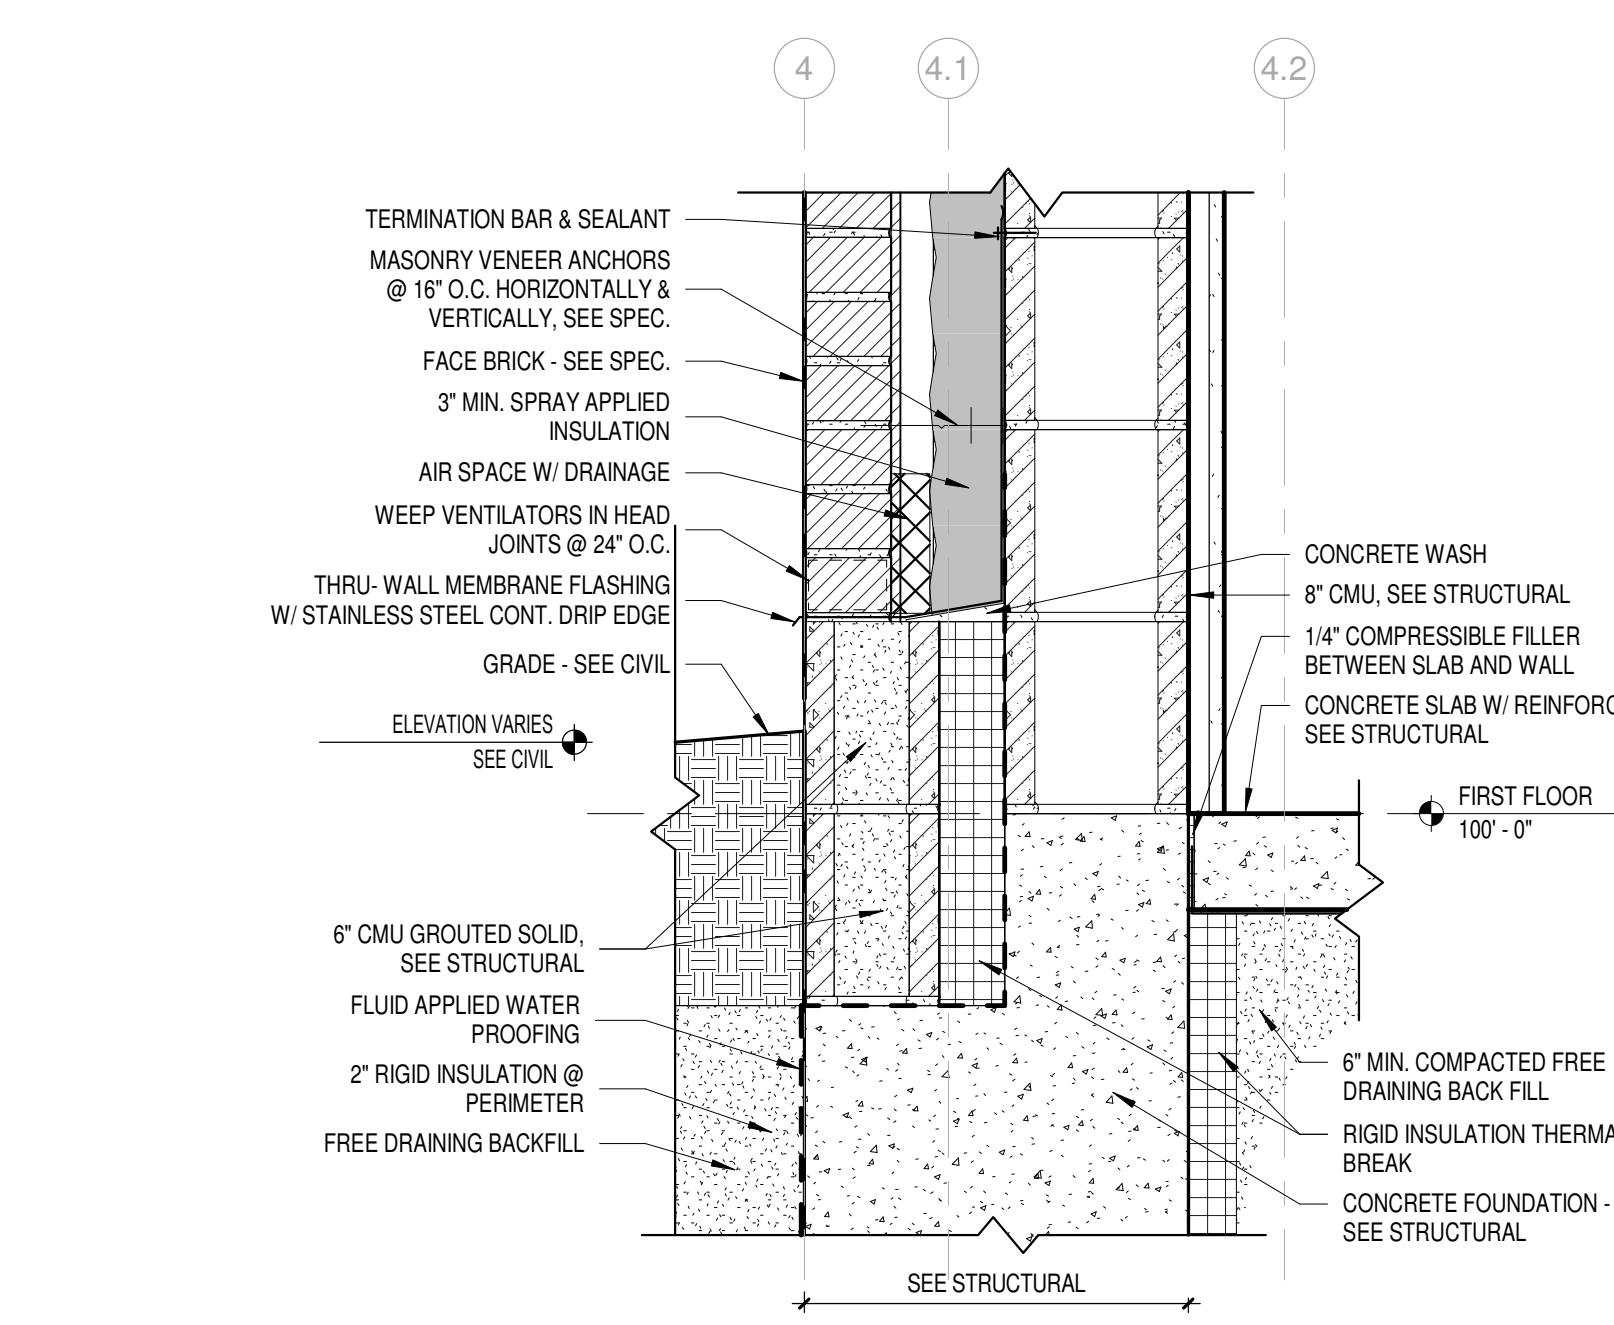 4
4.1
4.2
TERMINATION BAR & SEALANT
MASONRY VENEER ANCHORS
@ 16" O.C. HORIZONTALLY &
VERTICALLY, SEE SPEC.
FACE BRICK - SEE SPEC.
3" MIN. SPRAY APPLIED
INSULATION
AIR SPACE W/ DRAINAGE
WEEP VENTILATORS IN HEAD
JOINTS @ 24" O.C.
THRU- WALL MEMBRANE FLASHING
W/ STAINLESS STEEL CONT. DRIP EDGE
GRADE - SEE CIVIL
ELEVATION VARIES
SEE CIVIL
6" CMU GROUTED SOLID,
SEE STRUCTURAL
FLUID APPLIED WATER
PROOFING
2" RIGID INSULATION @
PERIMETER
FREE DRAINING BACKFILL
CONCRETE WASH
8" CMU, SEE STRUCTURAL
1/4" COMPRESSIBLE FILLER
BETWEEN SLAB AND WALL
CONCRETE SLAB W/ REINFORC
SEE STRUCTURAL
FIRST FLOOR
100' - 0"
6" MIN. COMPACTED FREE
DRAINING BACK FILL
RIGID INSULATION THERMA
BREAK
CONCRETE FOUNDATION -
SEE STRUCTURAL
SEE STRUCTURAL